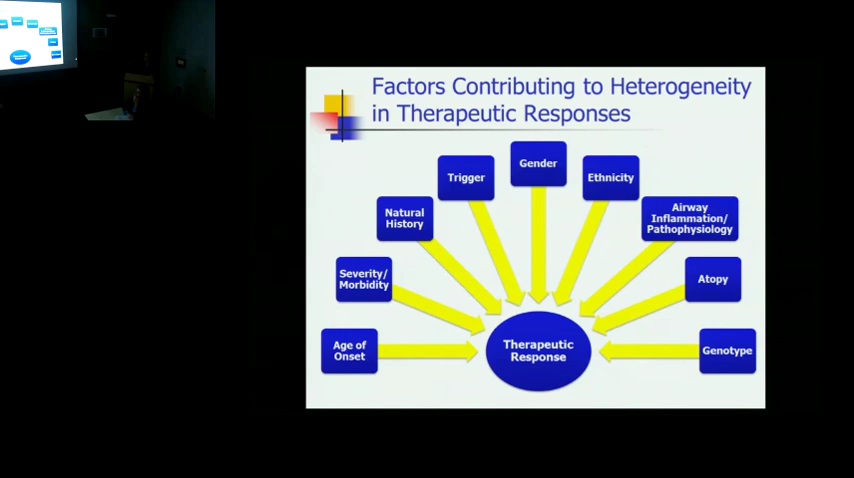 Factors Contributing to Heterogeneity
in Therapeutic Responses
Gender
Trigger
Ethnicity
Natural
History
Airway
Inflammation/
Pathophysiology
Severity/
Morbidity
Atopy
Age of
Onset
Therapeutic
Response
Genotype